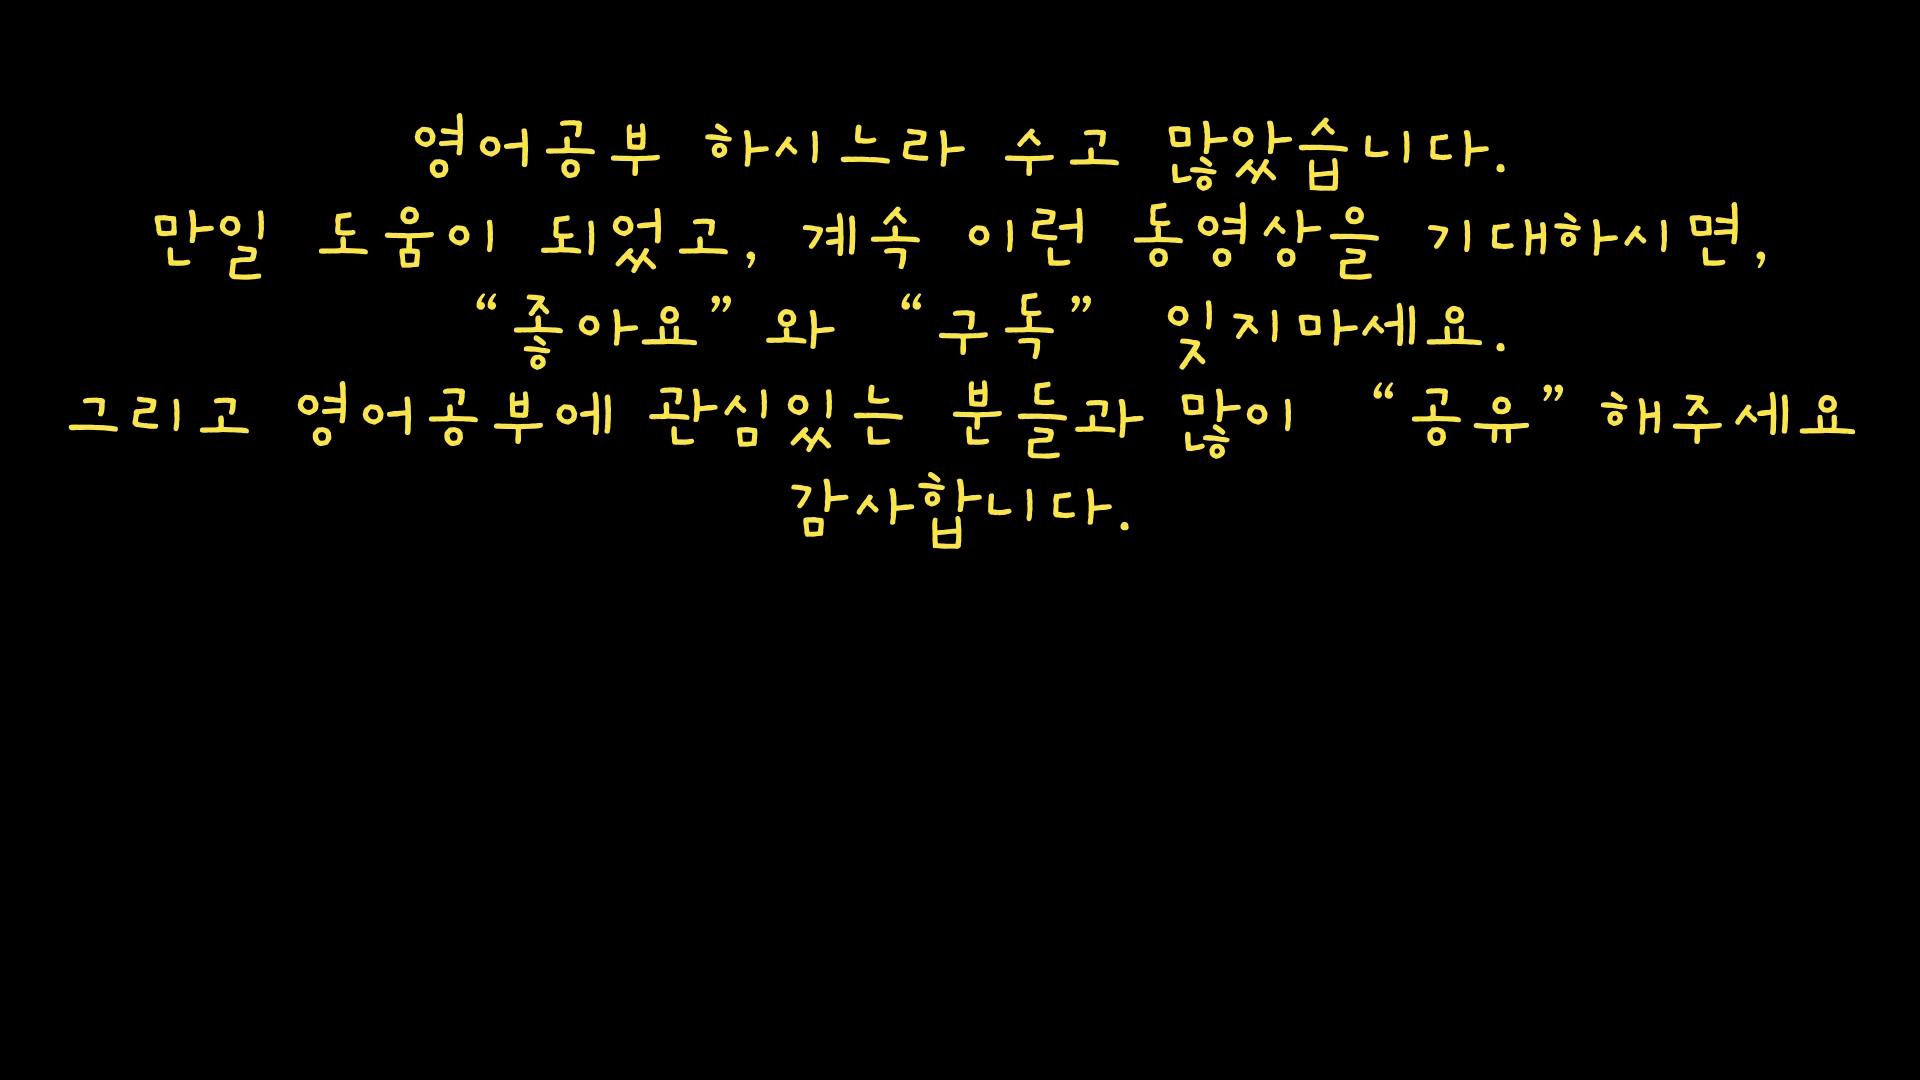 영어공부 하시느라 수고 많았습니다.
만일 도움이 되었고, 계속 이런 동영상을 기대하시면,
“좋아요”와 “구독” 잊지마세요.
그리고 영어공부에 관심있는 분들과 많이 “공유”해주세요
감사합니다.